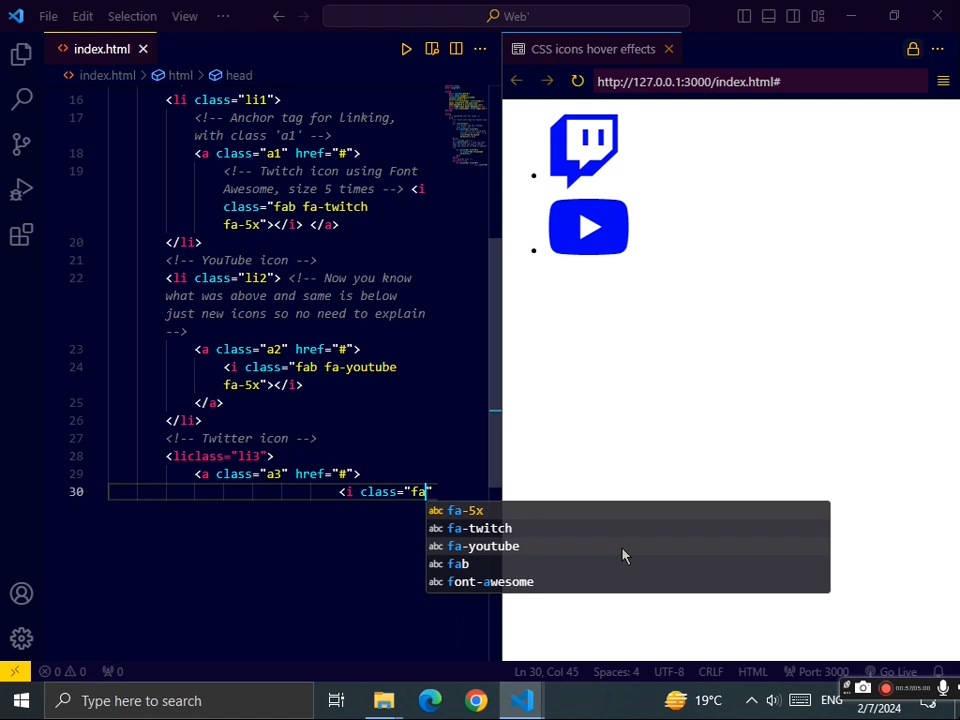 File Edit Selection View ··· Web'
index.html
CSS icons hover effects
index.html > html > head
http://127.0.0.1:3000/index.html#
16 <li class="li1">
17 <!-- Anchor tag for linking,
with class 'a1' -->
18 <a class="a1" href="#">
19 <!-- Twitch icon using Font
Awesome, size 5 times --> <i
class="fab fa-twitch
fa-5x"></i> </a>
20 </li>
21 <!-- YouTube icon -->
22 <li class="li2"> <!-- Now you know
what was above and same is below
just new icons so no need to explain
-->
23 <a class="a2" href="#">
24 <i class="fab fa-youtube
fa-5x"></i>
25 </a>
26 </li>
27 <!-- Twitter icon -->
28 <liclass="li3">
29 <a class="a3" href="#">
30 <i class="fa"
abc fa-5x
abc fa-twitch
abc fa-youtube
abc fab
abc font-awesome
0 0 0 Ln 30, Col 45 Spaces: 4 UTF-8 CRLF HTML Port: 3000 Go Live
Type here to search
19°C
ENG
00:57/05:00
2/7/2024